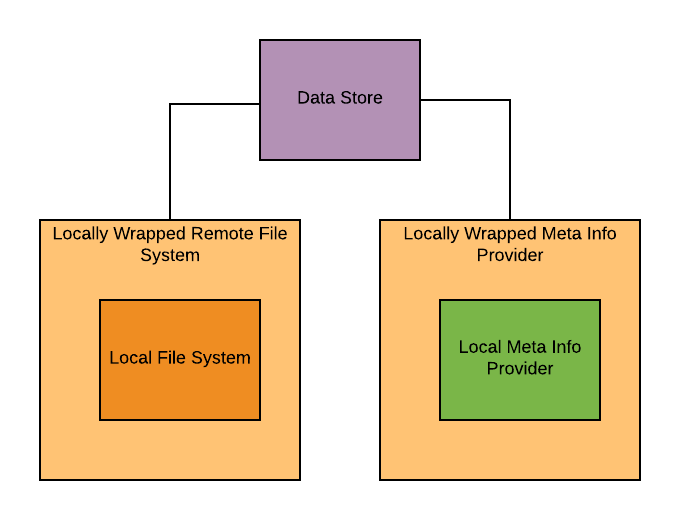 Data Store
Locally Wrapped Remote File
System
Locally Wrapped Meta Info
Provider
Local File System
Local Meta Info
Provider